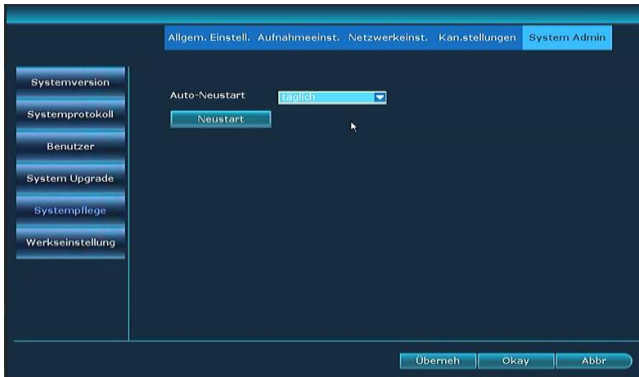 Allgem. Einstell. Aufnahmeeinst. Netzwerkeinst. Kan.stellungen System Admin
Systemversion
Systemprotokoll
Benutzer
System Upgrade
Systempflege
Werkseinstellung
Auto-Neustart täglich
Neustart
Überneh Okay Abbr